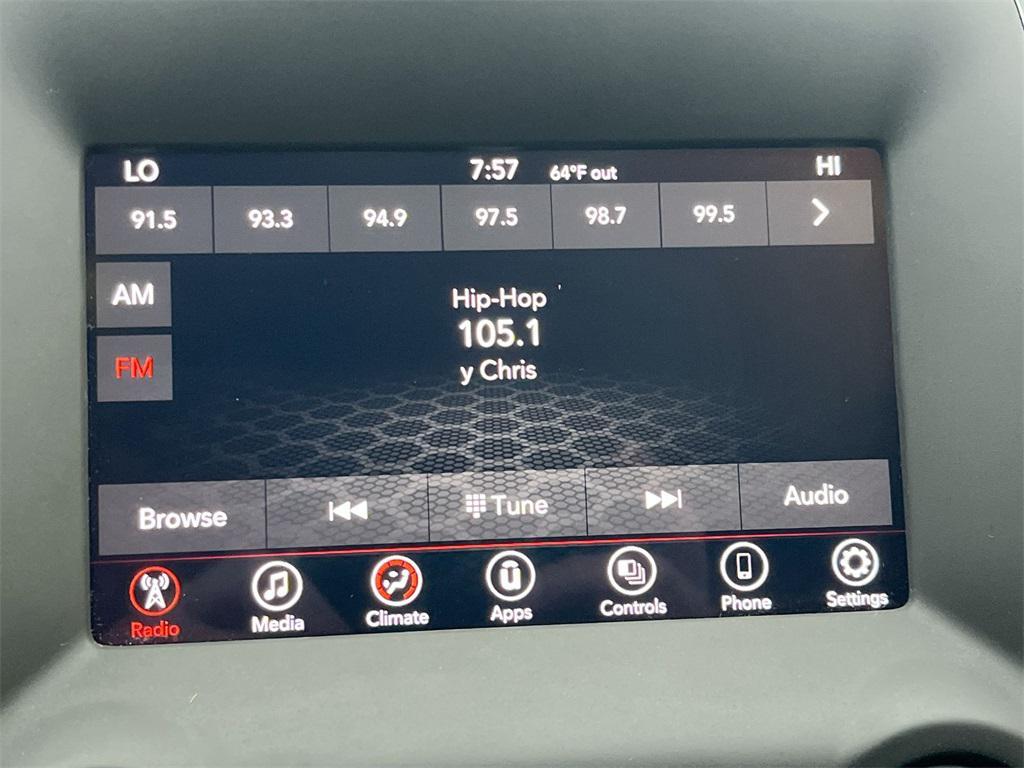 LO 7:57 64°F out HI
91.5 93.3 94.9 97.5 98.7 99.5
AM
FM
Hip-Hop
105.1
y Chris
Browse Tune Audio
Radio Media Climate Apps Controls Phone Settings